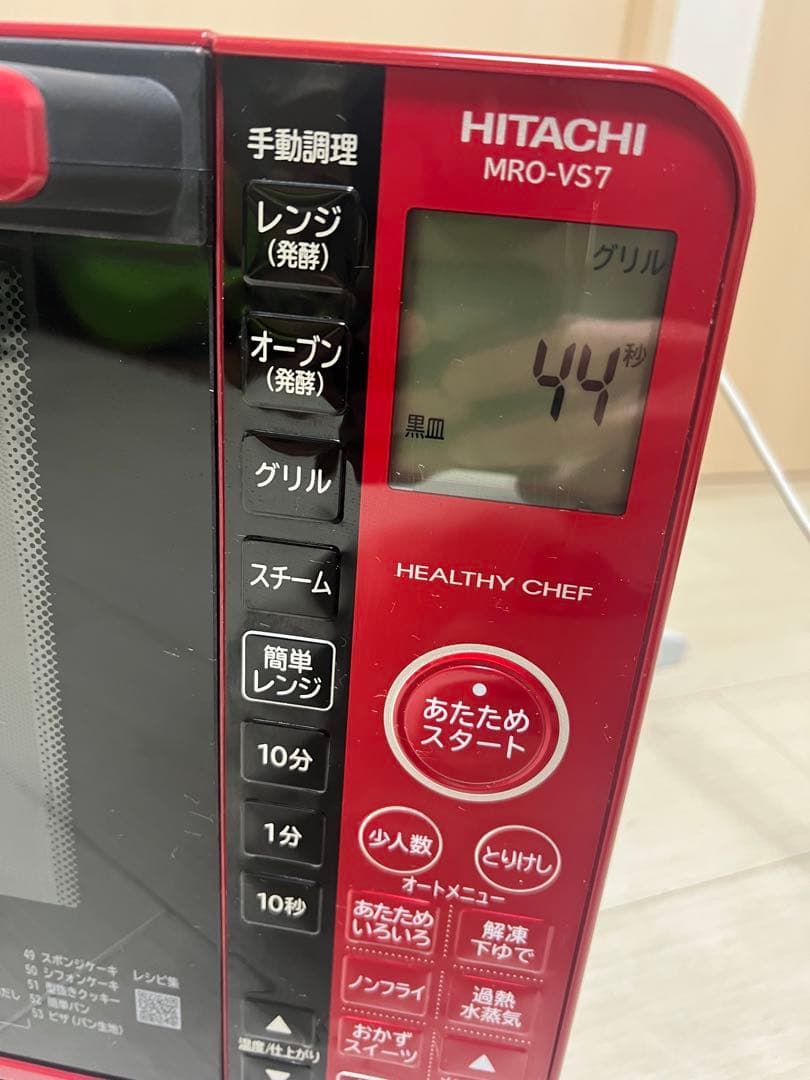 HITACHI
MRO-VS7
手動調理
レンジ
(発酵)
オーブン
(発酵)
グリル
スチーム
簡単
レンジ
10分
1分
10秒
温度/仕上がり
グリル
44秒
黒皿
HEALTHY CHEF
あたため
スタート
少人数
とりけし
オートメニュー
あたため
いろいろ
解凍
下ゆで
ノンフライ
過熱
水蒸気
おかず
スイーツ
49 スポンジケーキ
50 シフォンケーキ
51 型抜きクッキー
52 簡単パン
53 ピザ(パン生地)
レシピ集